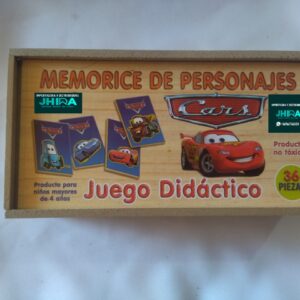 MEMORICE DE PERSONAJES
JHIRA
JHIRA
Cars
Producto para
niños mayores
de 4 años
Juego Didáctico
Producto
no tóxico
36
PIEZAS